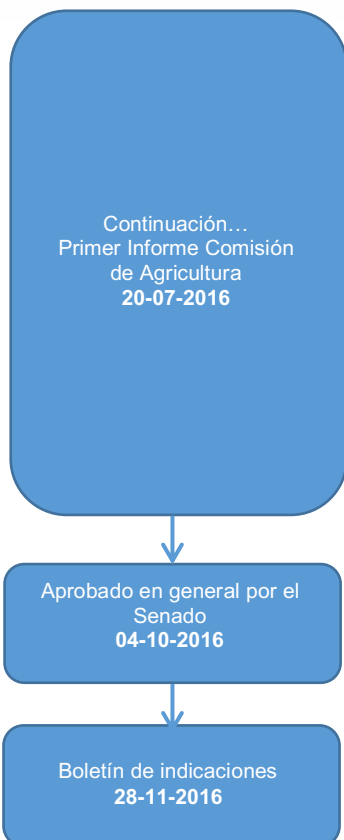 Continuación…
Primer Informe Comisión
de Agricultura
20-07-2016
Aprobado en general por el
Senado
04-10-2016
Boletín de indicaciones
28-11-2016